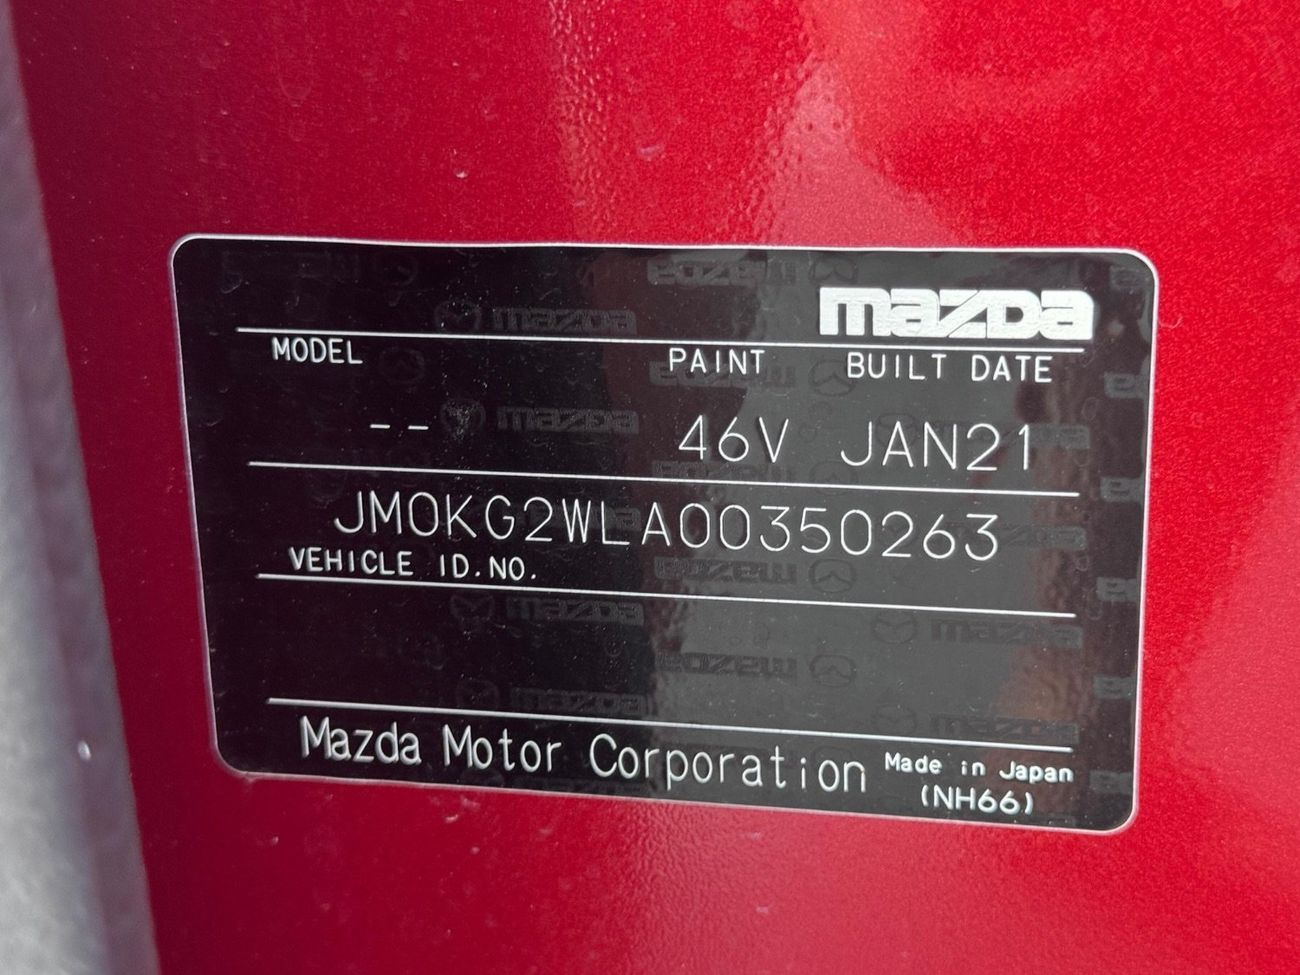 mazda
MODEL PAINT BUILT DATE
-- 46V JAN21
JM0KG2WLA00350263
VEHICLE ID.NO.
Mazda Motor Corporation Made in Japan
(NH66)